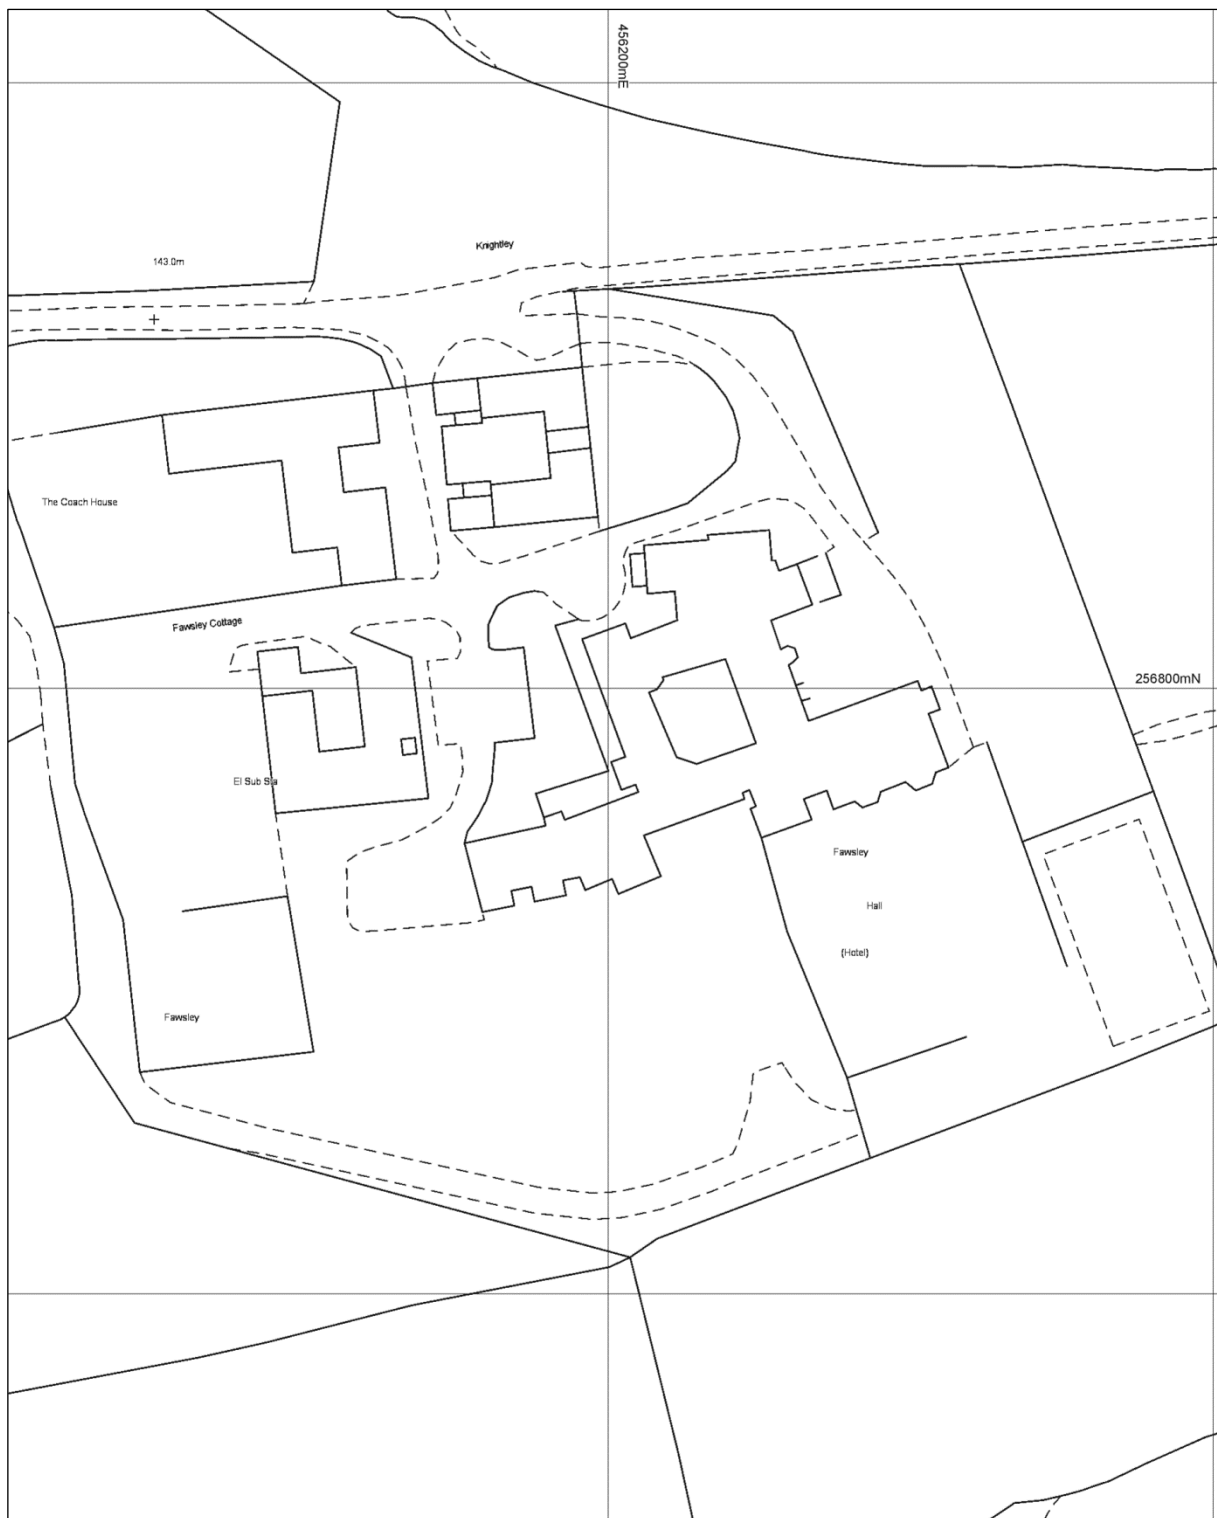 456200mE
Knightley
143.0m
The Coach House
Fawsley Cottage
256800mN
El Sub Sta
Fawsley
Hall
(Hotel)
Fawsley